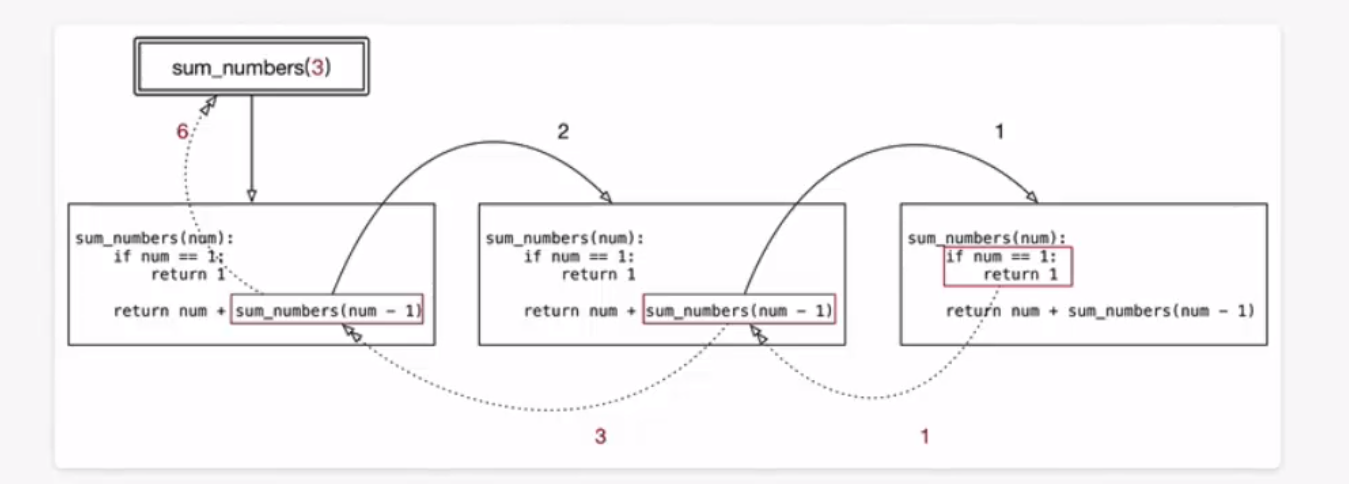 sum_numbers(3)
6
2
1
sum_numbers(num):
if num == 1:
return 1
return num + sum_numbers(num - 1)
sum_numbers(num):
if num == 1:
return 1
return num + sum_numbers(num - 1)
sum_numbers(num):
if num == 1:
return 1
return num + sum_numbers(num - 1)
3
1